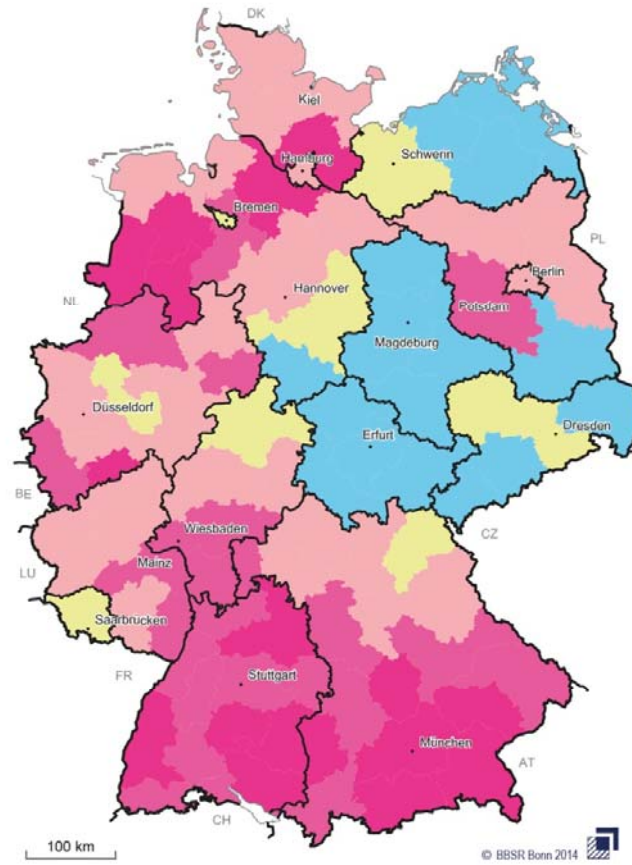 DK
Kiel
Hamburg
Schwerin
Bremen
PL
Berlin
NL
Hannover
Potsdam
Magdeburg
Düsseldorf
Dresden
Erfurt
BE
CZ
Wiesbaden
LU
Mainz
Saarbrücken
FR
Stuttgart
München
AT
CH
100 km
© BBSR Bonn 2014